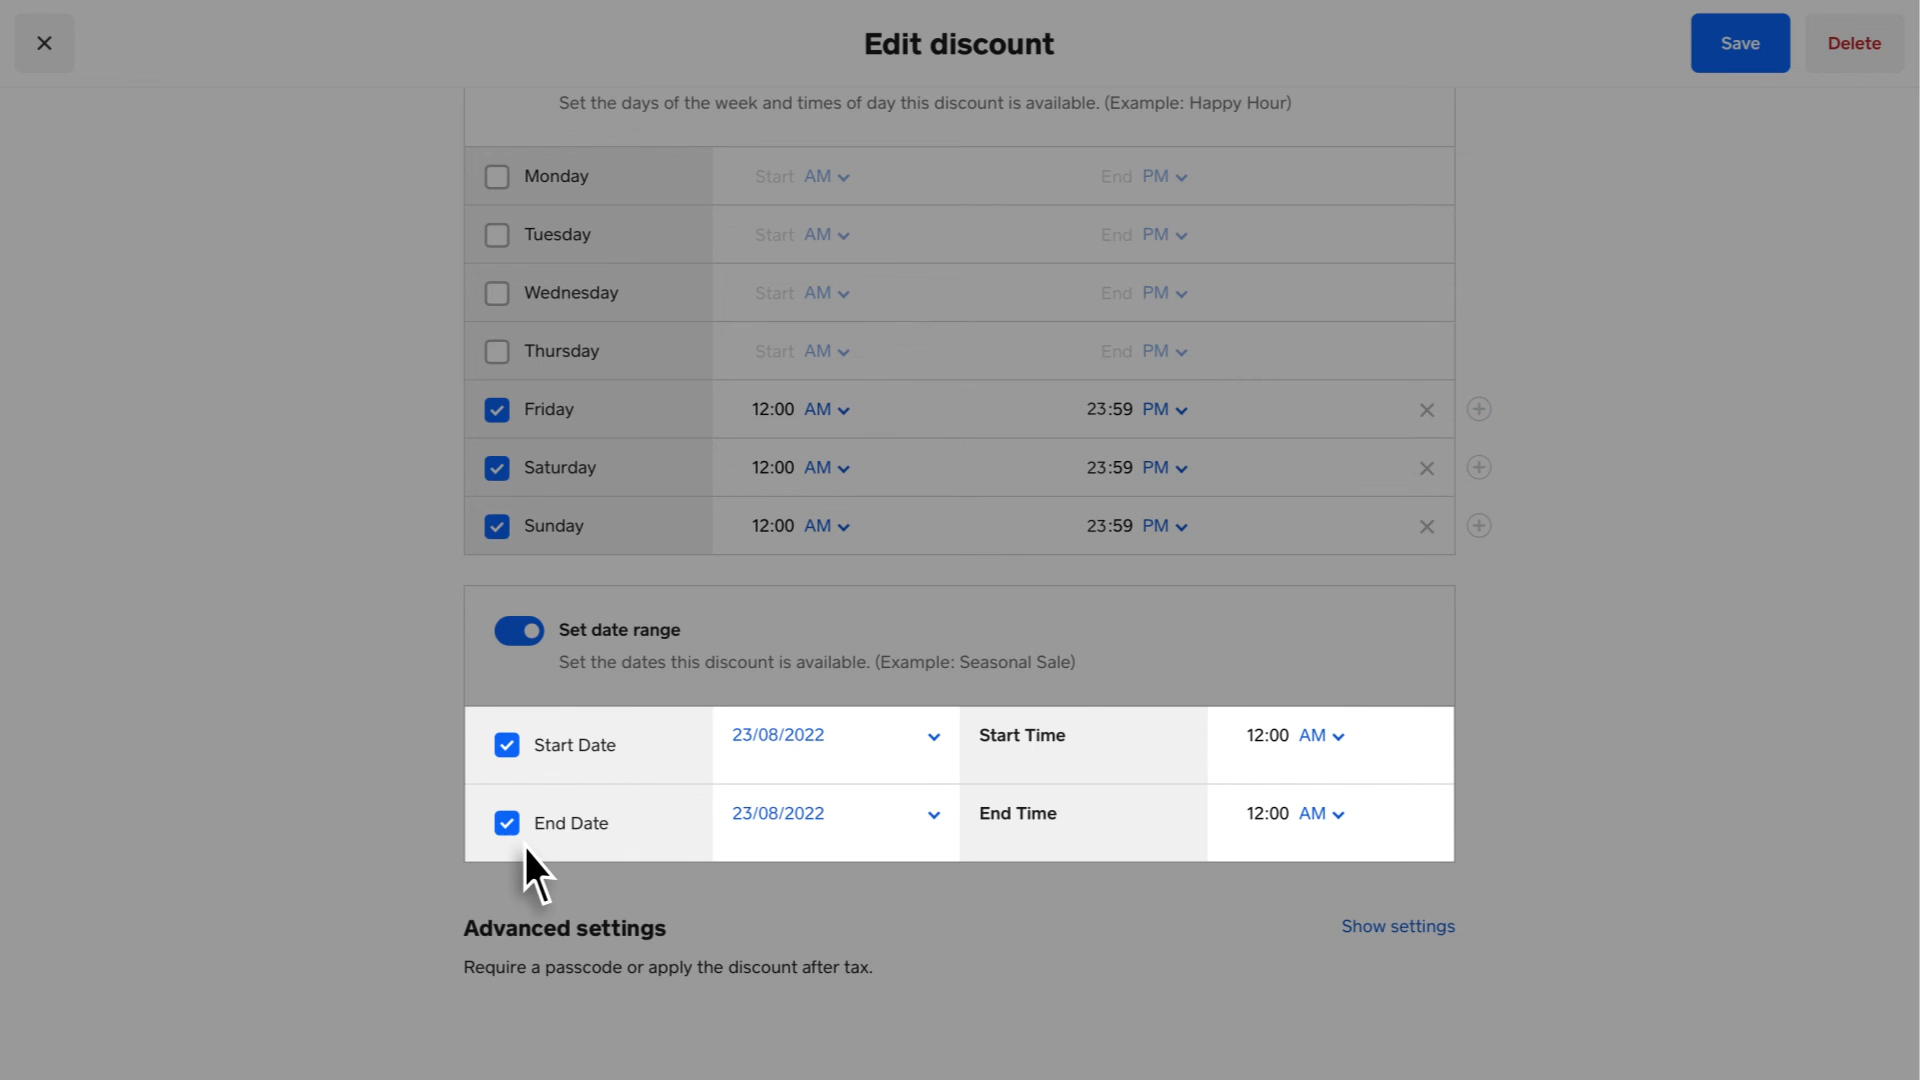 Edit discount
Save
Delete
Set the days of the week and times of day this discount is available. (Example: Happy Hour)
Monday Start AM End PM
Tuesday Start AM End PM
Wednesday Start AM End PM
Thursday Start AM End PM
Friday 12:00 AM 23:59 PM
Saturday 12:00 AM 23:59 PM
Sunday 12:00 AM 23:59 PM
Set date range
Set the dates this discount is available. (Example: Seasonal Sale)
Start Date 23/08/2022 Start Time 12:00 AM
End Date 23/08/2022 End Time 12:00 AM
Advanced settings Show settings
Require a passcode or apply the discount after tax.